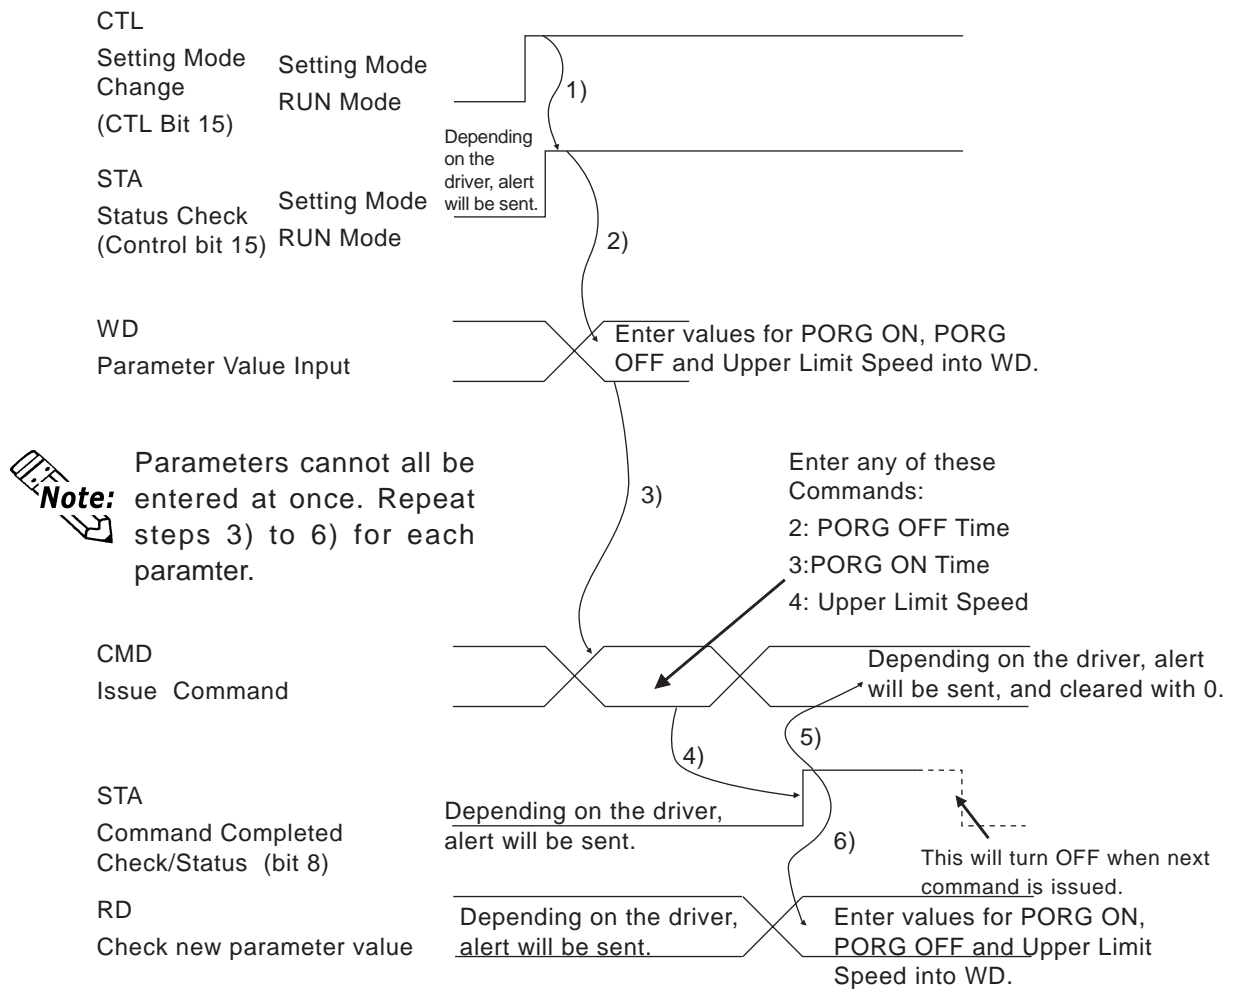 CTL
Setting Mode
Change
(CTL Bit 15)
Setting Mode
RUN Mode
1)
Depending
on the
driver, alert
will be sent.
STA
Status Check
(Control bit 15)
Setting Mode
RUN Mode
2)
WD
Parameter Value Input
Enter values for PORG ON, PORG
OFF and Upper Limit Speed into WD.
Note:
Parameters cannot all be
entered at once. Repeat
steps 3) to 6) for each
paramter.
3)
Enter any of these
Commands:
2: PORG OFF Time
3:PORG ON Time
4: Upper Limit Speed
CMD
Issue Command
Depending on the driver, alert
will be sent, and cleared with 0.
4)
5)
STA
Command Completed
Check/Status (bit 8)
Depending on the driver,
alert will be sent.
6)
This will turn OFF when next
command is issued.
RD
Check new parameter value
Depending on the driver,
alert will be sent.
Enter values for PORG ON,
PORG OFF and Upper Limit
Speed into WD.